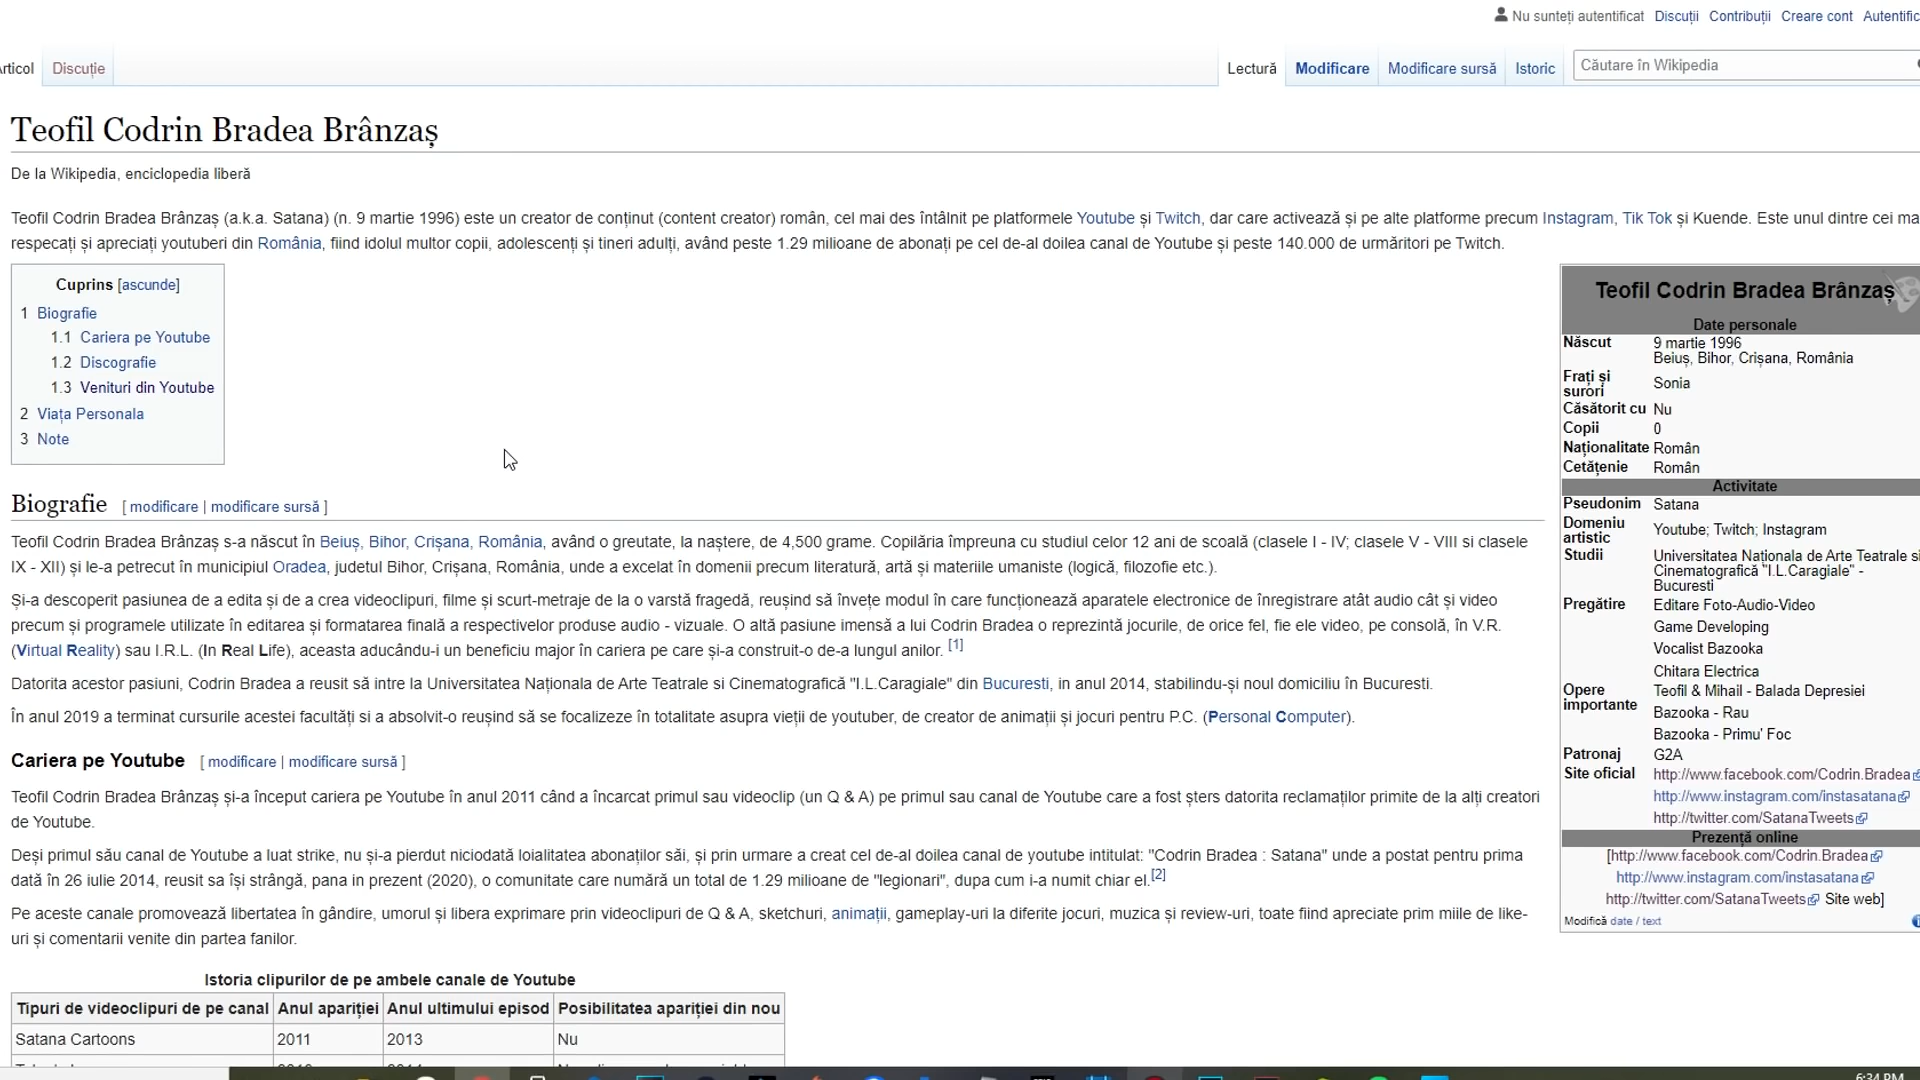 Nu sunteți autentificat Discuții Contribuții Creare cont Autentific
Articol Discuție Lectură Modificare Modificare sursă Istoric Căutare în Wikipedia
Teofil Codrin Bradea Brânzaș
De la Wikipedia, enciclopedia liberă
Teofil Codrin Bradea Brânzaș (a.k.a. Satana) (n. 9 martie 1996) este un creator de conținut (content creator) român, cel mai des întâlnit pe platformele Youtube și Twitch, dar care activează și pe alte platforme precum Instagram, Tik Tok și Kuende. Este unul dintre cei ma
respecați și apreciați youtuberi din România, fiind idolul multor copii, adolescenți și tineri adulți, având peste 1.29 milioane de abonați pe cel de-al doilea canal de Youtube și peste 140.000 de urmăritori pe Twitch.
Cuprins [ascunde]
1 Biografie
1.1 Cariera pe Youtube
1.2 Discografie
1.3 Venituri din Youtube
2 Viața Personala
3 Note
Biografie [ modificare | modificare sursă ]
Teofil Codrin Bradea Brânzaș s-a născut în Beiuș, Bihor, Crișana, România, având o greutate, la naștere, de 4,500 grame. Copilăria împreuna cu studiul celor 12 ani de scoală (clasele I - IV; clasele V - VIII si clasele
IX - XII) și le-a petrecut în municipiul Oradea, judetul Bihor, Crișana, România, unde a excelat în domenii precum literatură, artă și materiile umaniste (logică, filozofie etc.).
Și-a descoperit pasiunea de a edita și de a crea videoclipuri, filme și scurt-metraje de la o varstă fragedă, reușind să învețe modul în care funcționează aparatele electronice de înregistrare atât audio cât și video
precum și programele utilizate în editarea și formatarea finală a respectivelor produse audio - vizuale. O altă pasiune imensă a lui Codrin Bradea o reprezintă jocurile, de orice fel, fie ele video, pe consolă, în V.R.
(Virtual Reality) sau I.R.L. (In Real Life), aceasta aducându-i un beneficiu major în cariera pe care și-a construit-o de-a lungul anilor. [1]
Datorita acestor pasiuni, Codrin Bradea a reusit să intre la Universitatea Naționala de Arte Teatrale si Cinematografică "I.L.Caragiale" din Bucuresti, in anul 2014, stabilindu-și noul domiciliu în Bucuresti.
În anul 2019 a terminat cursurile acestei facultăți si a absolvit-o reușind să se focalizeze în totalitate asupra vieții de youtuber, de creator de animații și jocuri pentru P.C. (Personal Computer).
Cariera pe Youtube [ modificare | modificare sursă ]
Teofil Codrin Bradea Brânzaș și-a început cariera pe Youtube în anul 2011 când a încarcat primul sau videoclip (un Q & A) pe primul sau canal de Youtube care a fost șters datorita reclamaților primite de la alți creatori
de Youtube.
Deși primul său canal de Youtube a luat strike, nu și-a pierdut niciodată loialitatea abonaților săi, și prin urmare a creat cel de-al doilea canal de youtube intitulat: "Codrin Bradea : Satana" unde a postat pentru prima
dată în 26 iulie 2014, reusit sa își strângă, pana in prezent (2020), o comunitate care numără un total de 1.29 milioane de "legionari", dupa cum i-a numit chiar el.[2]
Pe aceste canale promovează libertatea în gândire, umorul și libera exprimare prin videoclipuri de Q & A, sketchuri, animații, gameplay-uri la diferite jocuri, muzica și review-uri, toate fiind apreciate prim miile de like-
uri și comentarii venite din partea fanilor.
Istoria clipurilor de pe ambele canale de Youtube
Tipuri de videoclipuri de pe canal Anul apariției Anul ultimului episod Posibilitatea apariției din nou
Satana Cartoons 2011 2013 Nu
Teofil Codrin Bradea Brânzaș
Date personale
Născut 9 martie 1996
Beiuș, Bihor, Crișana, România
Frați și surori Sonia
Căsătorit cu Nu
Copii 0
Naționalitate Român
Cetățenie Român
Activitate
Pseudonim Satana
Domeniu artistic Youtube; Twitch; Instagram
Studii Universitatea Naționala de Arte Teatrale si
Cinematografică "I.L.Caragiale" -
Bucuresti
Pregătire Editare Foto-Audio-Video
Game Developing
Vocalist Bazooka
Chitara Electrica
Opere importante Teofil & Mihail - Balada Depresiei
Bazooka - Rau
Bazooka - Primu' Foc
Patronaj G2A
Site oficial http://www.facebook.com/Codrin.Bradea
http://www.instagram.com/instasatana
http://twitter.com/SatanaTweets
Prezență online
[http://www.facebook.com/Codrin.Bradea
http://www.instagram.com/instasatana
http://twitter.com/SatanaTweets Site web]
Modifică date / text
6:34 PM